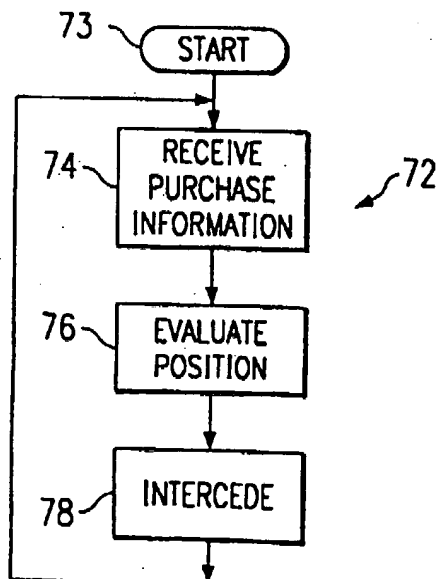 73
START
74
RECEIVE
PURCHASE
INFORMATION
72
76
EVALUATE
POSITION
78
INTERCEDE